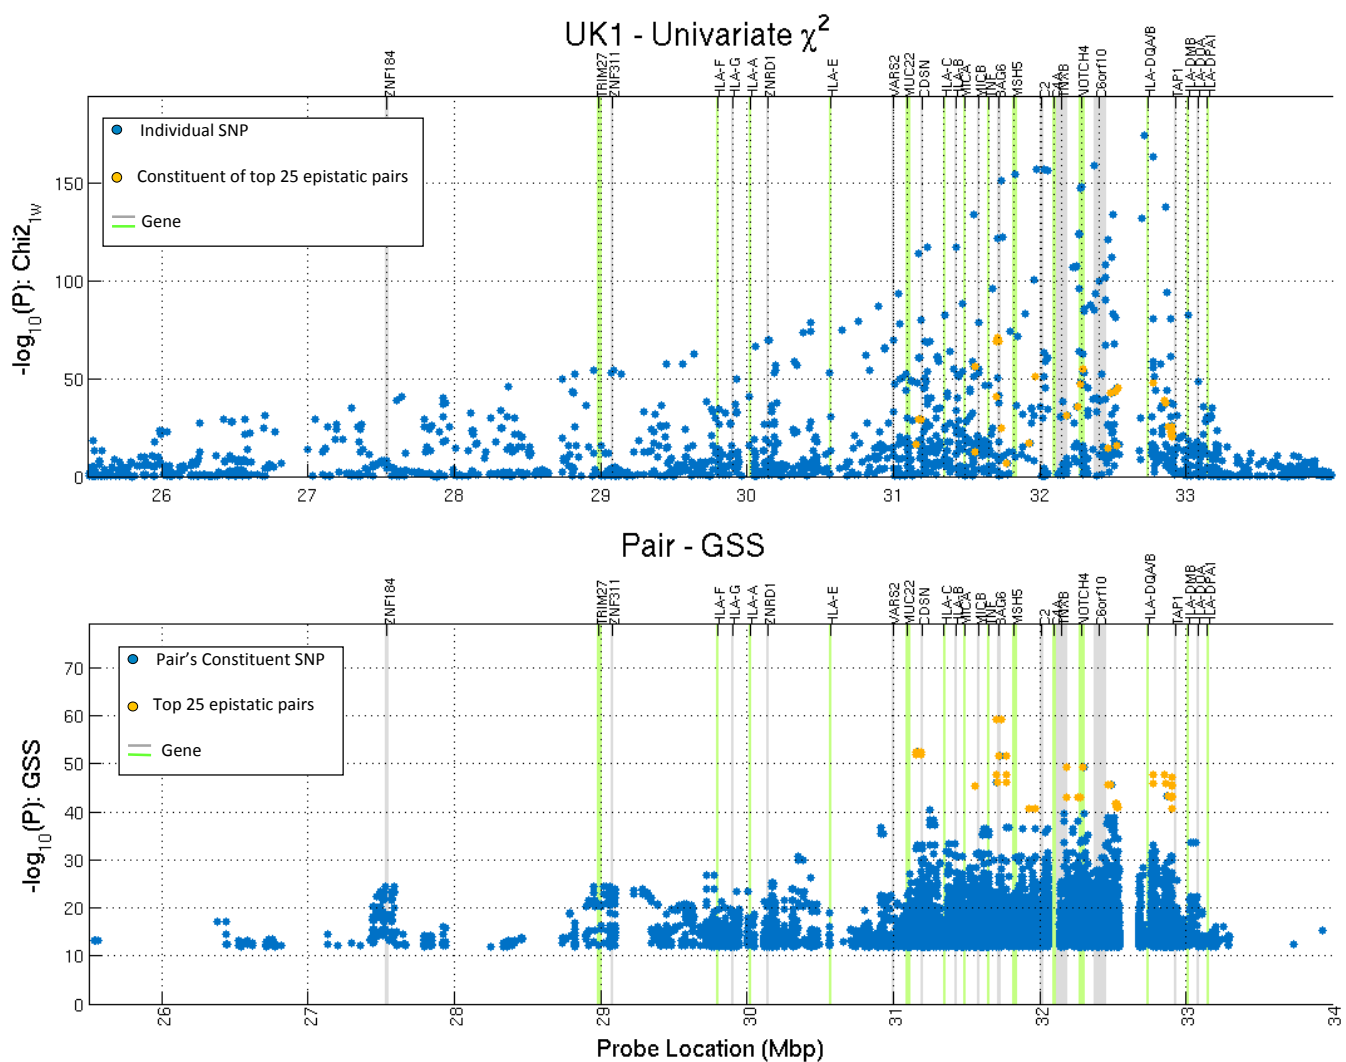 UK1 - Univariate χ²
ZNF184
TRIM27
ZNF311
HLA-F
HLA-G
HLA-A
ZNRD1
HLA-E
VARS2
MUC22
CDSN
HLA-C
HLA-B
MICA
MICB
TNF
BAG6
MSH5
C2
C4A
TNXB
NOTCH4
C6orf10
HLA-DQA/B
TAP1
HLA-DMB
HLA-DOA
HLA-DPA1
Individual SNP
Constituent of top 25 epistatic pairs
Gene
-log₁₀(P): Chi2₁w
150
100
50
0
26
27
28
29
30
31
32
33
Pair - GSS
ZNF184
TRIM27
ZNF311
HLA-F
HLA-G
HLA-A
ZNRD1
HLA-E
VARS2
MUC22
CDSN
HLA-C
HLA-B
MICA
MICB
TNF
BAG6
MSH5
C2
C4A
TNXB
NOTCH4
C6orf10
HLA-DQA/B
TAP1
HLA-DMB
HLA-DOA
HLA-DPA1
Pair's Constituent SNP
Top 25 epistatic pairs
Gene
-log₁₀(P): GSS
70
60
50
40
30
20
10
0
26
27
28
29
30
31
32
33
34
Probe Location (Mbp)